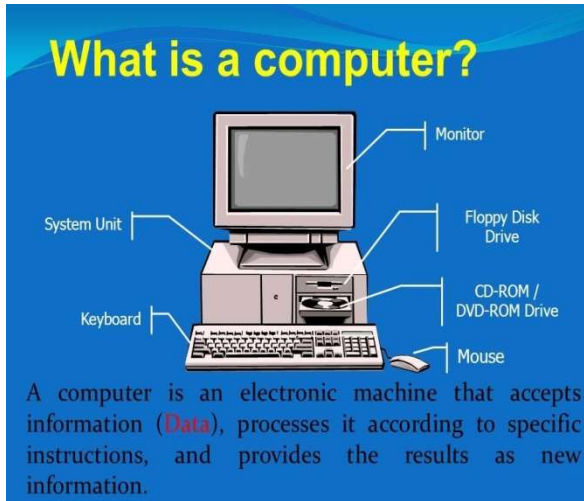 What is a computer?
Monitor
System Unit
Floppy Disk
Drive
CD-ROM /
DVD-ROM Drive
Keyboard
Mouse
A computer is an electronic machine that accepts
information (Data), processes it according to specific
instructions, and provides the results as new
information.